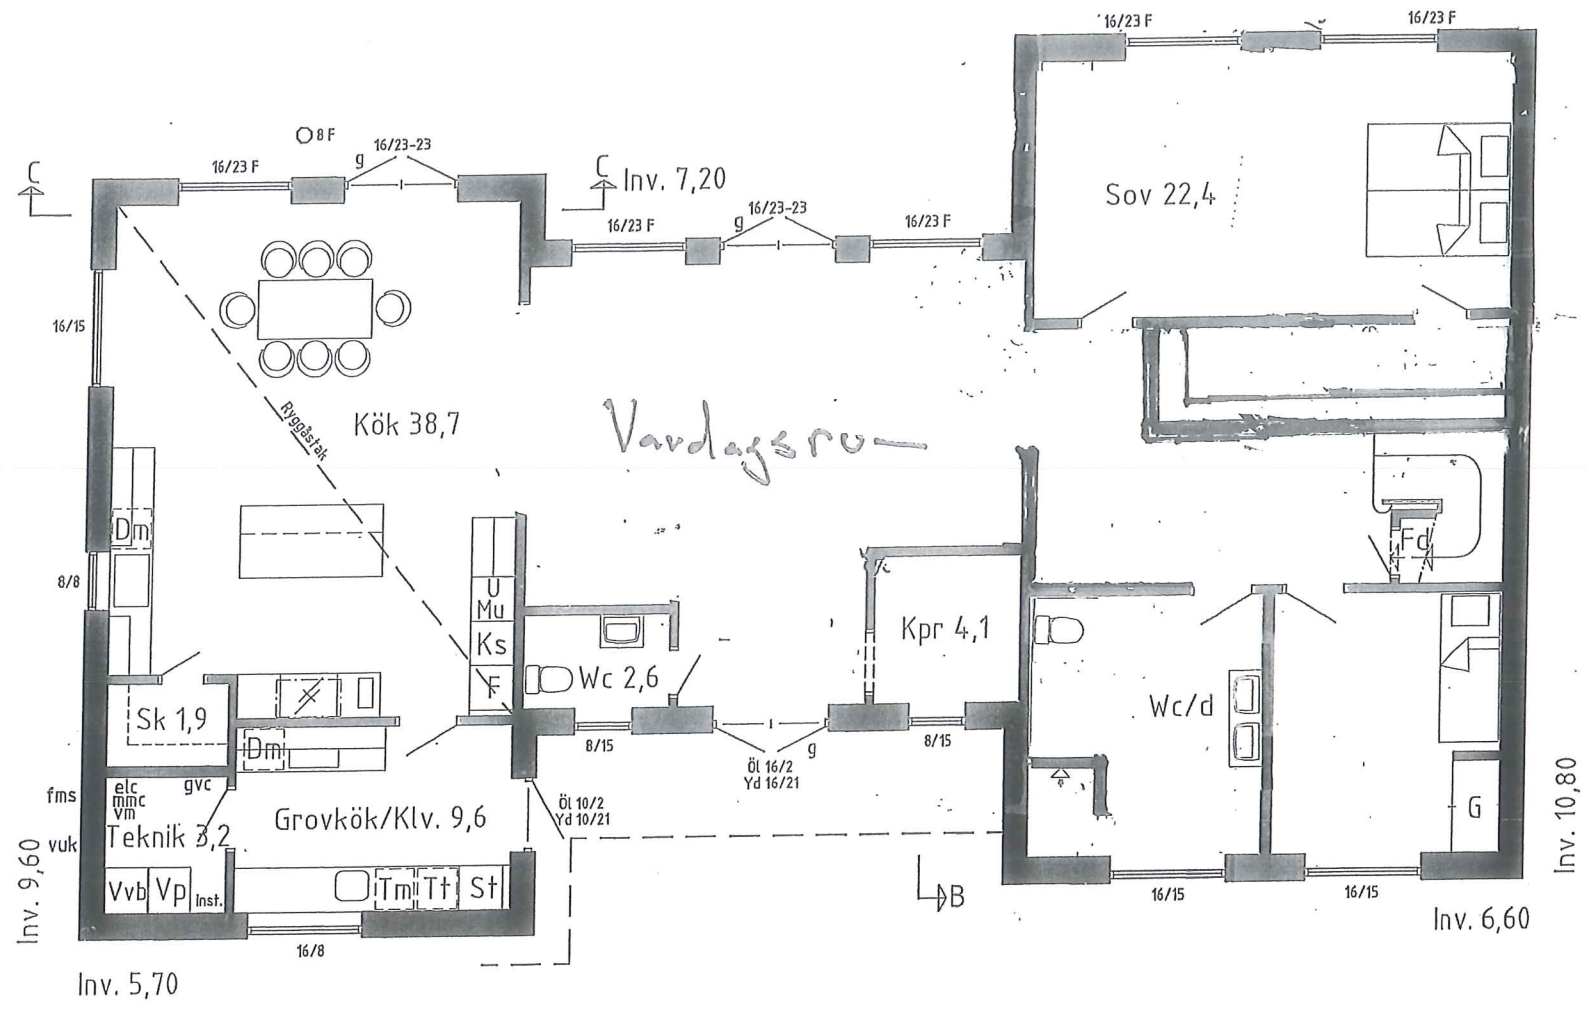 16/23 F
16/23 F
8 F
16/23-23
g
16/23 F
C
C
Inv. 7,20
16/23-23
g
16/23 F
16/23 F
Sov 22,4
16/15
Ryggåstak
Kök 38,7
Vardagsru
Dm
Fd
8/8
U
Mu
Ks
F
Kpr 4,1
Wc 2,6
Sk 1,9
Wc/d
Dm
8/15
g
8/15
Öl 16/2
Yd 16/21
elc
mmc
vm
gvc
fms
Öl 10/2
Yd 10/21
G
Grovkök/Klv. 9,6
Teknik 3,2
vuk
Inv. 9,60
Inv. 10,80
Vvb
Vp
inst.
Tm
Tt
St
B
16/15
16/15
16/8
Inv. 6,60
Inv. 5,70